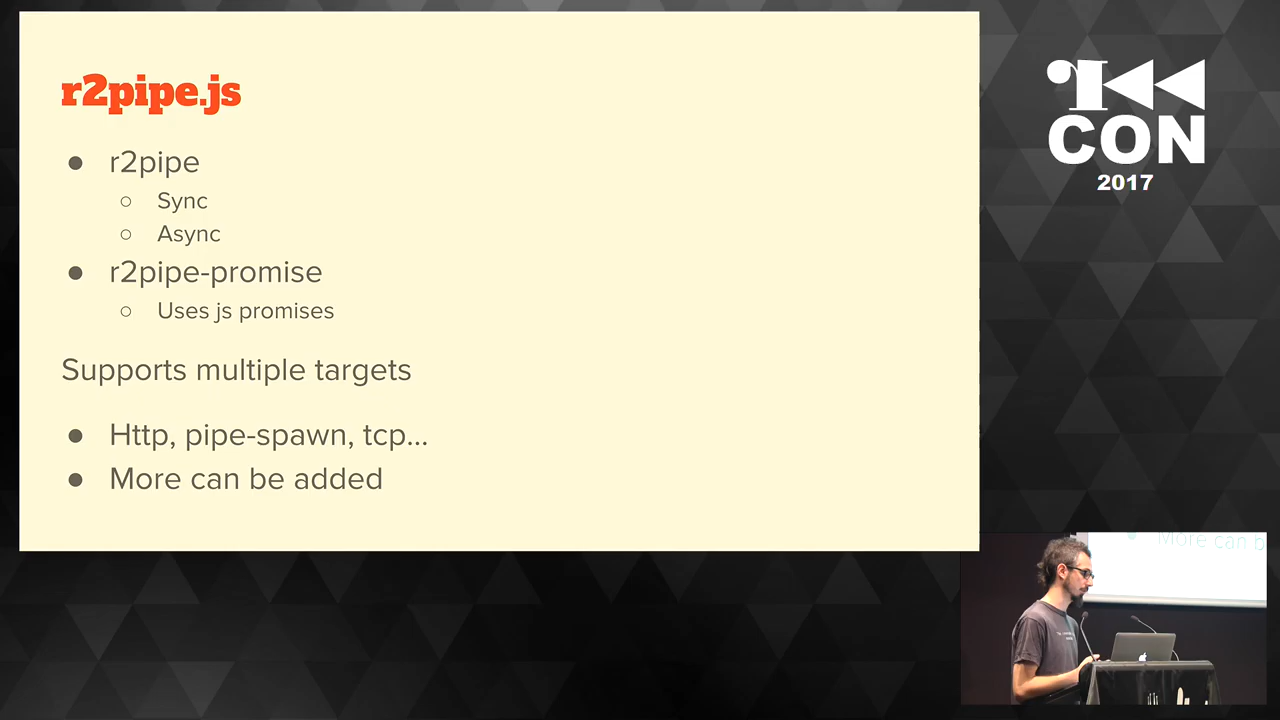 r2pipe.js
● r2pipe
○ Sync
○ Async
● r2pipe-promise
○ Uses js promises
Supports multiple targets
● Http, pipe-spawn, tcp...
● More can be added
CON
2017
● More can b